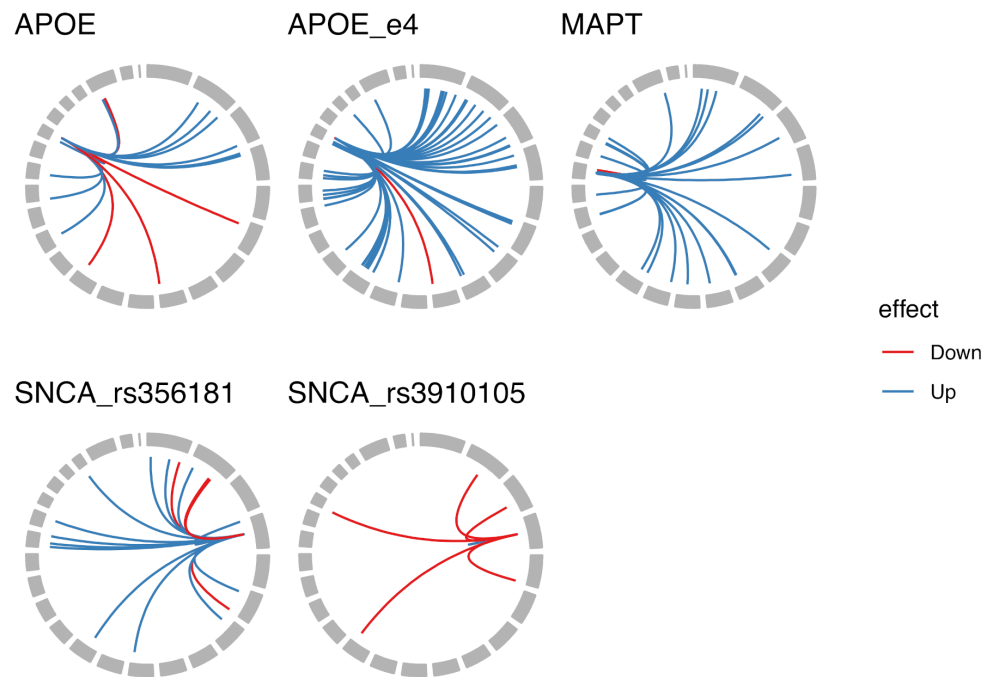 APOE
APOE_e4
MAPT
effect
Down
Up
SNCA_rs356181
SNCA_rs3910105